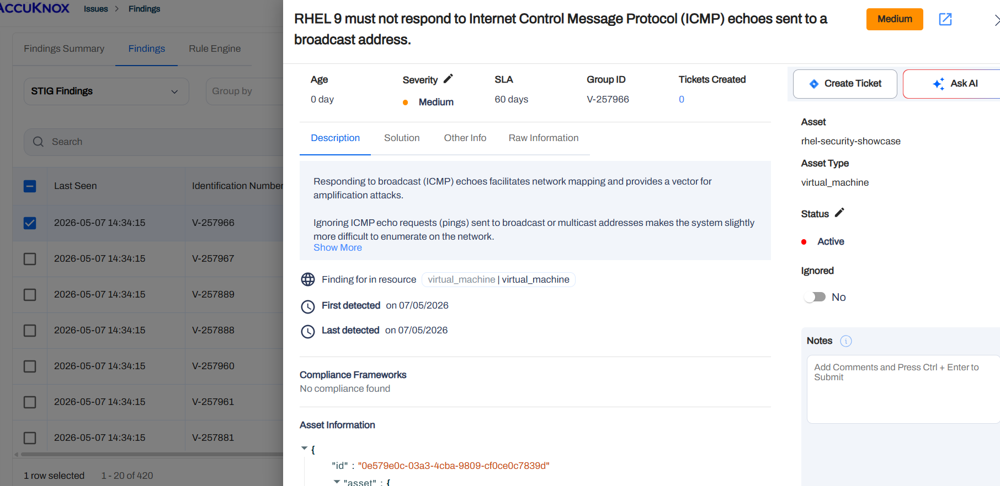 ACCUKNOX
Issues > Findings
Findings Summary
Findings
Rule Engine
STIG Findings
Group by
Search
Last Seen
Identification Number
2026-05-07 14:34:15 V-257966
2026-05-07 14:34:15 V-257967
2026-05-07 14:34:15 V-257889
2026-05-07 14:34:15 V-257888
2026-05-07 14:34:15 V-257960
2026-05-07 14:34:15 V-257961
2026-05-07 14:34:15 V-257881
1 row selected 1 - 20 of 420
RHEL 9 must not respond to Internet Control Message Protocol (ICMP) echoes sent to a
broadcast address.
Medium
Age
0 day
Severity
Medium
SLA
60 days
Group ID
V-257966
Tickets Created
0
Description
Solution
Other Info
Raw Information
Responding to broadcast (ICMP) echoes facilitates network mapping and provides a vector for
amplification attacks.
Ignoring ICMP echo requests (pings) sent to broadcast or multicast addresses makes the system slightly
more difficult to enumerate on the network.
Show More
Finding for in resource virtual_machine | virtual_machine
First detected on 07/05/2026
Last detected on 07/05/2026
Compliance Frameworks
No compliance found
Asset Information
{
"id" : "0e579e0c-03a3-4cba-9809-cf0ce0c7839d"
"asset" : {
Create Ticket
Ask AI
Asset
rhel-security-showcase
Asset Type
virtual_machine
Status
Active
Ignored
No
Notes
Add Comments and Press Ctrl + Enter to
Submit